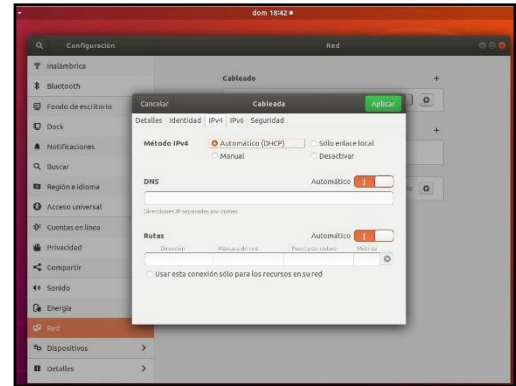 dom 18:42
Configuración
Red
Inalámbrica
Bluetooth
Fondo de escritorio
Dock
Notificaciones
Buscar
Región e idioma
Acceso universal
Cuentas en línea
Privacidad
Compartir
Sonido
Energía
Red
Dispositivos
Detalles
Cableado
+
+
Cancelar
Cableada
Aplicar
Detalles Identidad IPv4 IPv6 Seguridad
Método IPv4
Automático (DHCP)
Sólo enlace local
Manual
Desactivar
DNS
Automático
Direcciones IP separadas por comas
Rutas
Automático
Dirección Máscara de red Puerta de enlace Métrica
Usar esta conexión sólo para los recursos en su red